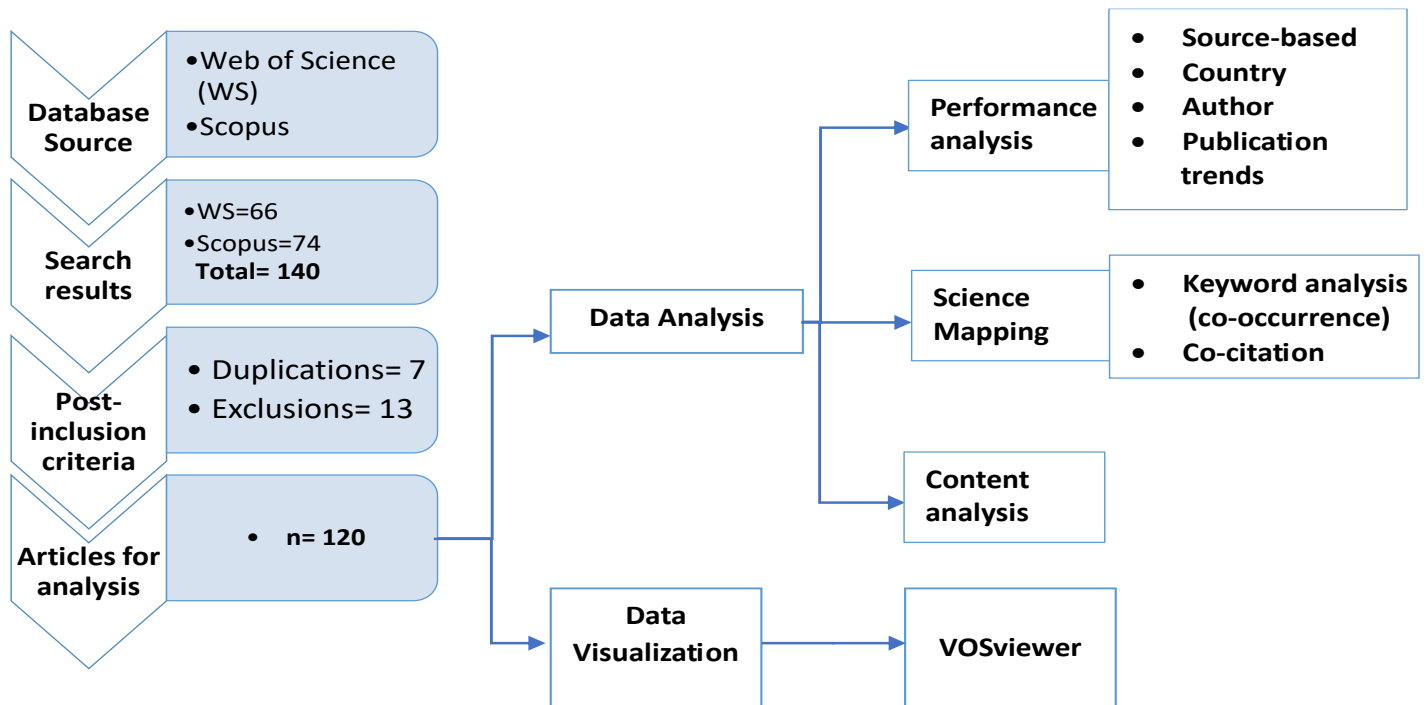 Database
Source
•Web of Science
(WS)
•Scopus
Search
results
•WS=66
•Scopus=74
Total= 140
Post-
inclusion
criteria
• Duplications= 7
• Exclusions= 13
Articles for
analysis
• n= 120
Data Analysis
Data
Visualization
Performance
analysis
• Source-based
• Country
• Author
• Publication
trends
Science
Mapping
• Keyword analysis
(co-occurrence)
• Co-citation
Content
analysis
VOSviewer